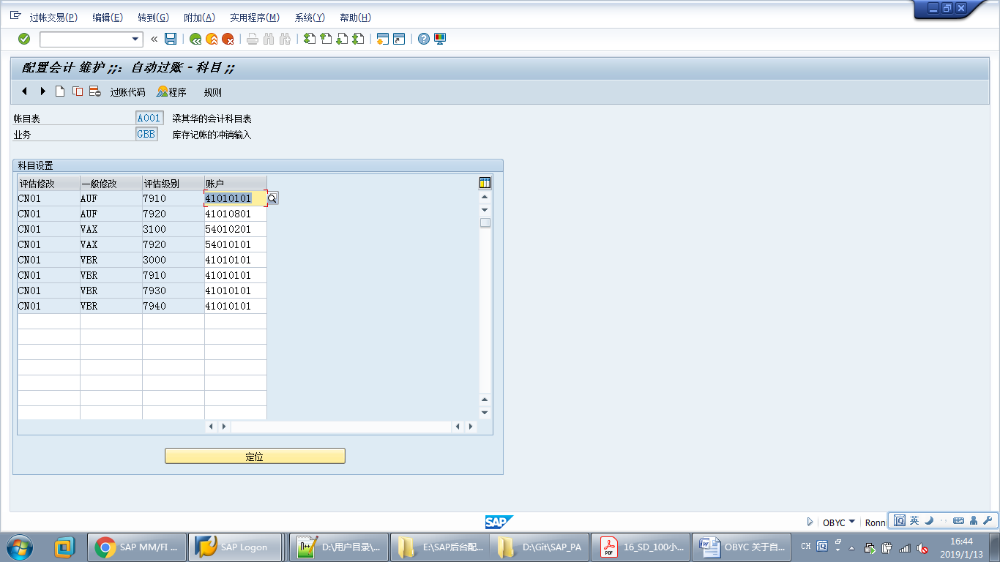 过帐交易(P) 编辑(E) 转到(G) 附加(A) 实用程序(M) 系统(Y) 帮助(H)
配置会计 维护 ;;: 自动过账 - 科目 ;;
过账代码 程序 规则
帐目表 A001 梁其华的会计科目表
业务 GBB 库存记帐的冲销输入
科目设置
评估修改 一般修改 评估级别 账户
CN01 AUF 7910 41010101
CN01 AUF 7920 41010801
CN01 VAX 3100 54010201
CN01 VAX 7920 54010101
CN01 VBR 3000 41010101
CN01 VBR 7910 41010101
CN01 VBR 7930 41010101
CN01 VBR 7940 41010101
定位
SAP
OBYC Ronn
英
SAP MM/FI ... SAP Logon D:\用户目录\... E:\SAP后台配... D:\Git\SAP_PA 16_SD_100小... OBYC 关于自... CH 16:44
2019/1/13